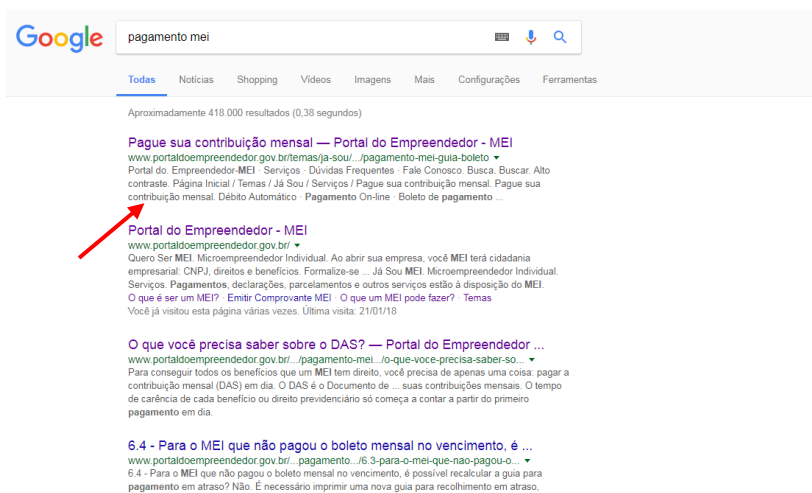 Google
pagamento mei
Todas Notícias Shopping Vídeos Imagens Mais Configurações Ferramentas
Aproximadamente 418.000 resultados (0,38 segundos)
Pague sua contribuição mensal — Portal do Empreendedor - MEI
www.portaldoempreendedor.gov.br/temas/ja-sou/.../pagamento-mei-guia-boleto
Portal do. Empreendedor-MEI · Serviços · Dúvidas Frequentes · Fale Conosco. Busca. Buscar. Alto
contraste. Página Inicial / Temas / Já Sou / Serviços / Pague sua contribuição mensal. Pague sua
contribuição mensal. Débito Automático · Pagamento On-line · Boleto de pagamento ...
Portal do Empreendedor - MEI
www.portaldoempreendedor.gov.br/
Quero Ser MEI. Microempreendedor Individual. Ao abrir sua empresa, você MEI terá cidadania
empresarial: CNPJ, direitos e benefícios. Formalize-se ... Já Sou MEI. Microempreendedor Individual.
Serviços. Pagamentos, declarações, parcelamentos e outros serviços estão à disposição do MEI.
O que é ser um MEI? · Emitir Comprovante MEI · O que um MEI pode fazer? · Temas
Você já visitou esta página várias vezes. Última visita: 21/01/18
O que você precisa saber sobre o DAS? — Portal do Empreendedor ...
www.portaldoempreendedor.gov.br/.../pagamento-mei.../o-que-voce-precisa-saber-so...
Para conseguir todos os benefícios que um MEI tem direito, você precisa de apenas uma coisa: pagar a
contribuição mensal (DAS) em dia. O DAS é o Documento de ... suas contribuições mensais. O tempo
de carência de cada benefício ou direito previdenciário só começa a contar a partir do primeiro
pagamento em dia.
6.4 - Para o MEI que não pagou o boleto mensal no vencimento, é ...
www.portaldoempreendedor.gov.br/...pagamento.../6.3-para-o-mei-que-nao-pagou-o...
6.4 - Para o MEI que não pagou o boleto mensal no vencimento, é possível recalcular a guia para
pagamento em atraso? Não. É necessário imprimir uma nova guia para recolhimento em atraso,